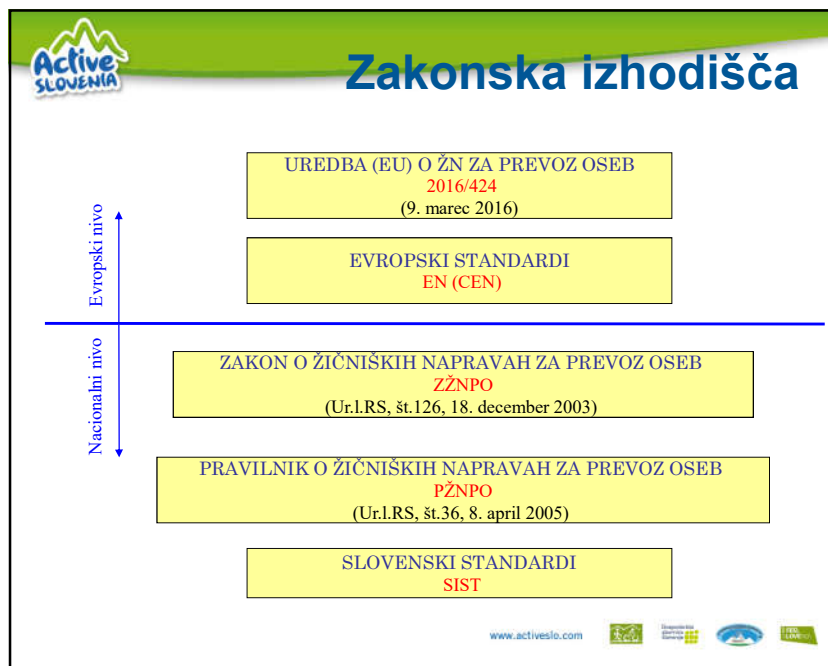 Active
SLOVENIA
Zakonska izhodišča
UREDBA (EU) O ŽN ZA PREVOZ OSEB
2016/424
(9. marec 2016)
EVROPSKI STANDARDI
EN (CEN)
Evropski nivo
Nacionalni nivo
ZAKON O ŽIČNIŠKIH NAPRAVAH ZA PREVOZ OSEB
ZŽNPO
(Ur.l.RS, št.126, 18. december 2003)
PRAVILNIK O ŽIČNIŠKIH NAPRAVAH ZA PREVOZ OSEB
PŽNPO
(Ur.l.RS, št.36, 8. april 2005)
SLOVENSKI STANDARDI
SIST
www.activeslo.com